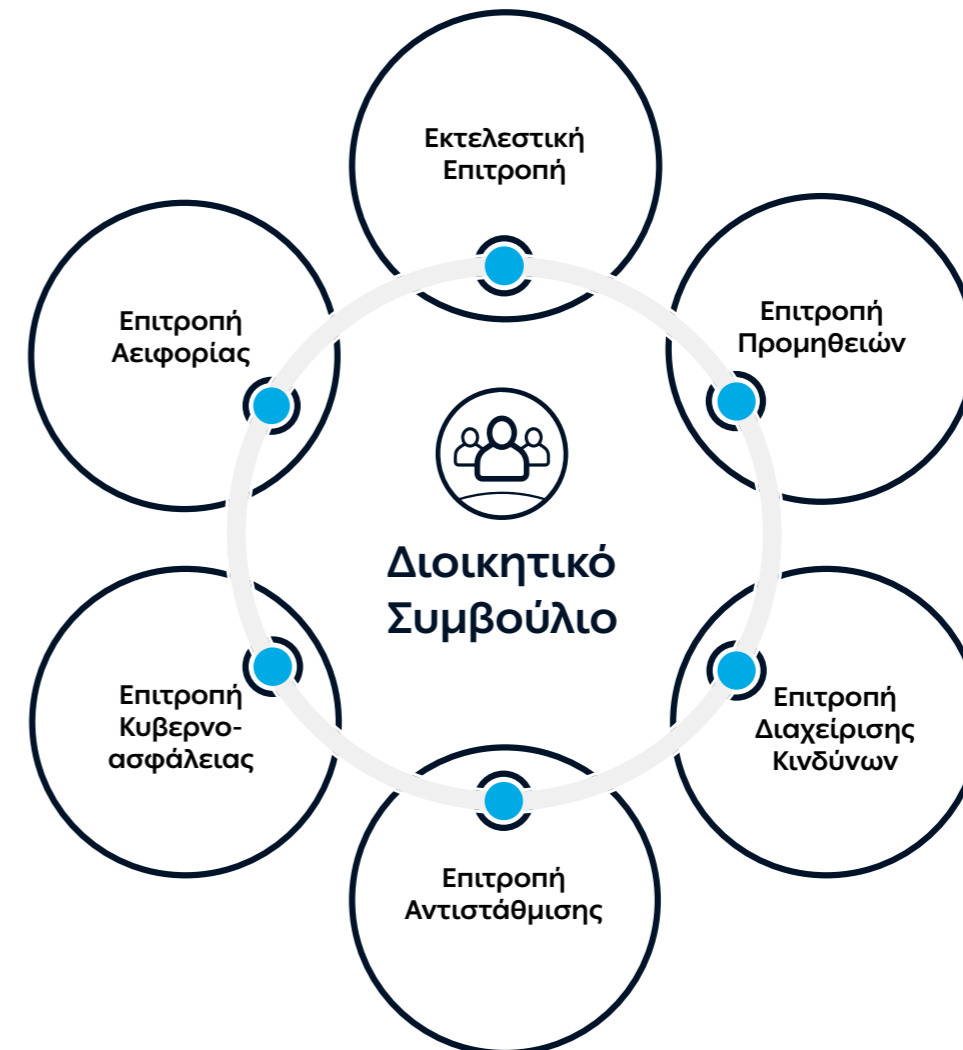 Εκτελεστική
Επιτροπή
Επιτροπή
Προμηθειών
Επιτροπή
Αειφορίας
Διοικητικό
Συμβούλιο
Επιτροπή
Διαχείρισης
Κινδύνων
Επιτροπή
Κυβερνο-
ασφάλειας
Επιτροπή
Αντιστάθμισης